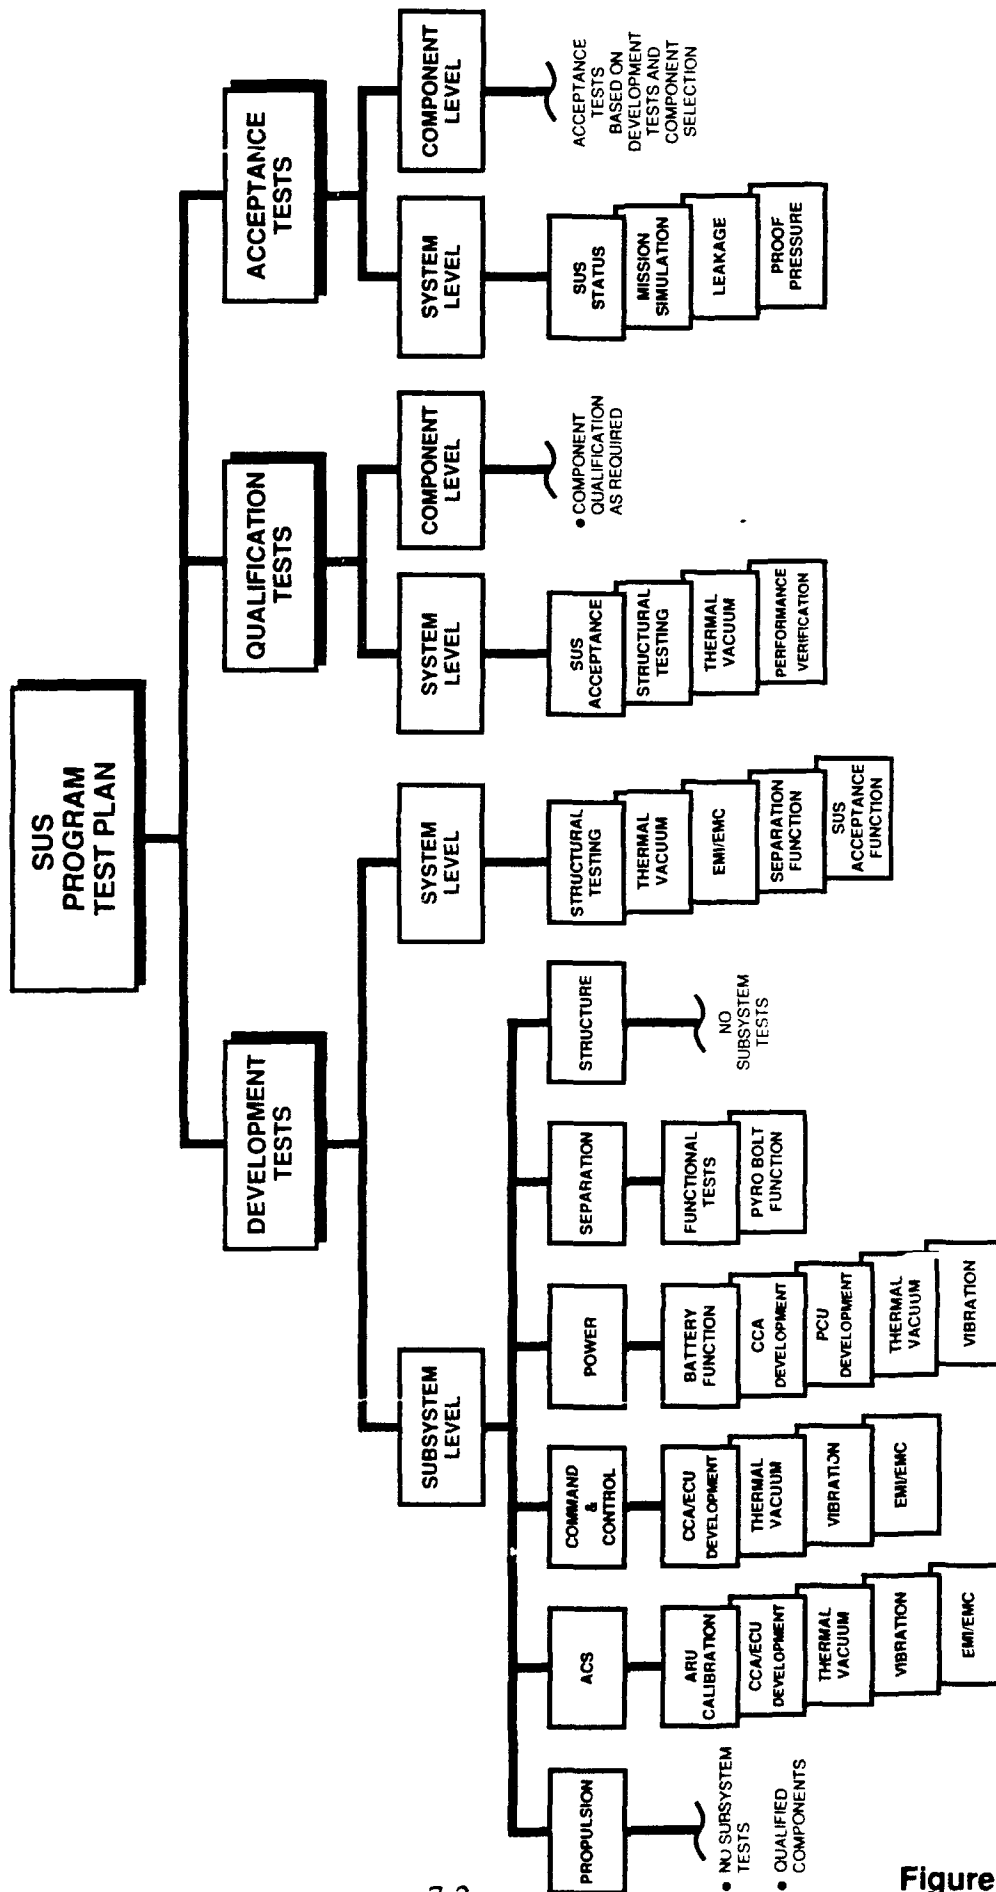 SUS
PROGRAM
TEST PLAN
DEVELOPMENT
TESTS
QUALIFICATION
TESTS
ACCEPTANCE
TESTS
SUBSYSTEM
LEVEL
SYSTEM
LEVEL
SYSTEM
LEVEL
COMPONENT
LEVEL
SYSTEM
LEVEL
COMPONENT
LEVEL
PROPULSION
• NO SUBSYSTEM
TESTS
• QUALIFIED
COMPONENTS
ACS
ARU
CALIBRATION
CCA/ECU
DEVELOPMENT
THERMAL
VACUUM
VIBRATION
EMI/EMC
COMMAND
&
CONTROL
CCA/ECU
DEVELOPMENT
THERMAL
VACUUM
VIBRATION
EMI/EMC
POWER
BATTERY
FUNCTION
CCA
DEVELOPMENT
PCU
DEVELOPMENT
THERMAL
VACUUM
VIBRATION
SEPARATION
FUNCTIONAL
TESTS
PYRO BOLT
FUNCTION
STRUCTURE
NO
SUBSYSTEM
TESTS
STRUCTURAL
TESTING
THERMAL
VACUUM
EMI/EMC
SEPARATION
FUNCTION
SUS
ACCEPTANCE
FUNCTION
SUS
ACCEPTANCE
STRUCTURAL
TESTING
THERMAL
VACUUM
PERFORMANCE
VERIFICATION
• COMPONENT
QUALIFICATION
AS REQUIRED
SUS
STATUS
MISSION
SIMULATION
LEAKAGE
PROOF
PRESSURE
ACCEPTANCE
TESTS
BASED ON
DEVELOPMENT
TESTS AND
COMPONENT
SELECTION
Figure